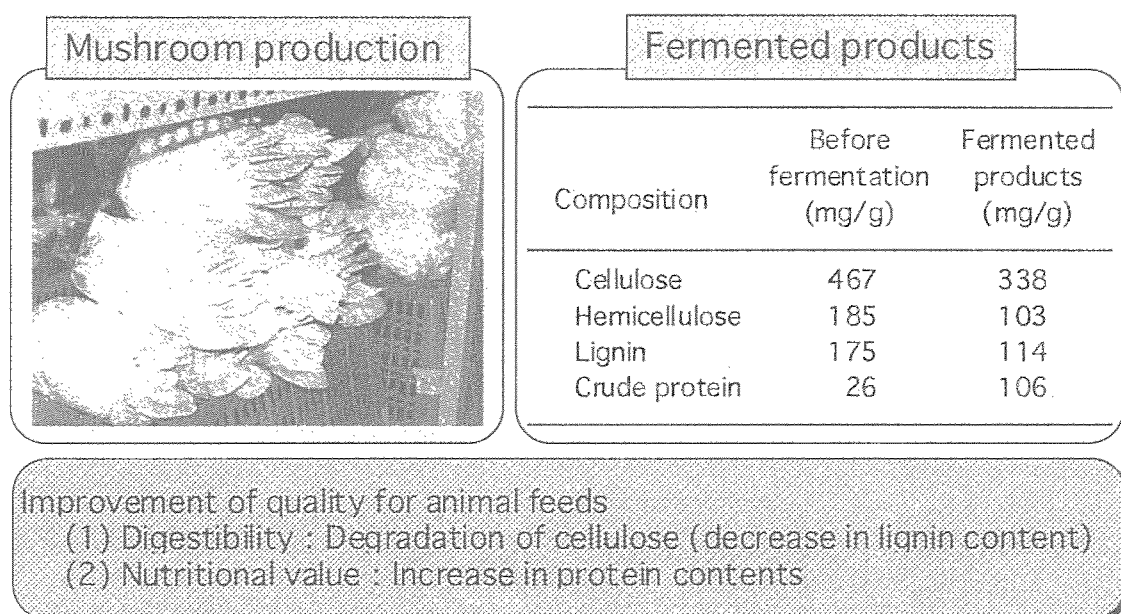 Mushroom production
Fermented products
Composition
Before
fermentation
(mg/g)
Fermented
products
(mg/g)
Cellulose 467 338
Hemicellulose 185 103
Lignin 175 114
Crude protein 26 106
Improvement of quality for animal feeds
(1) Digestibility : Degradation of cellulose (decrease in lignin content)
(2) Nutritional value : Increase in protein contents